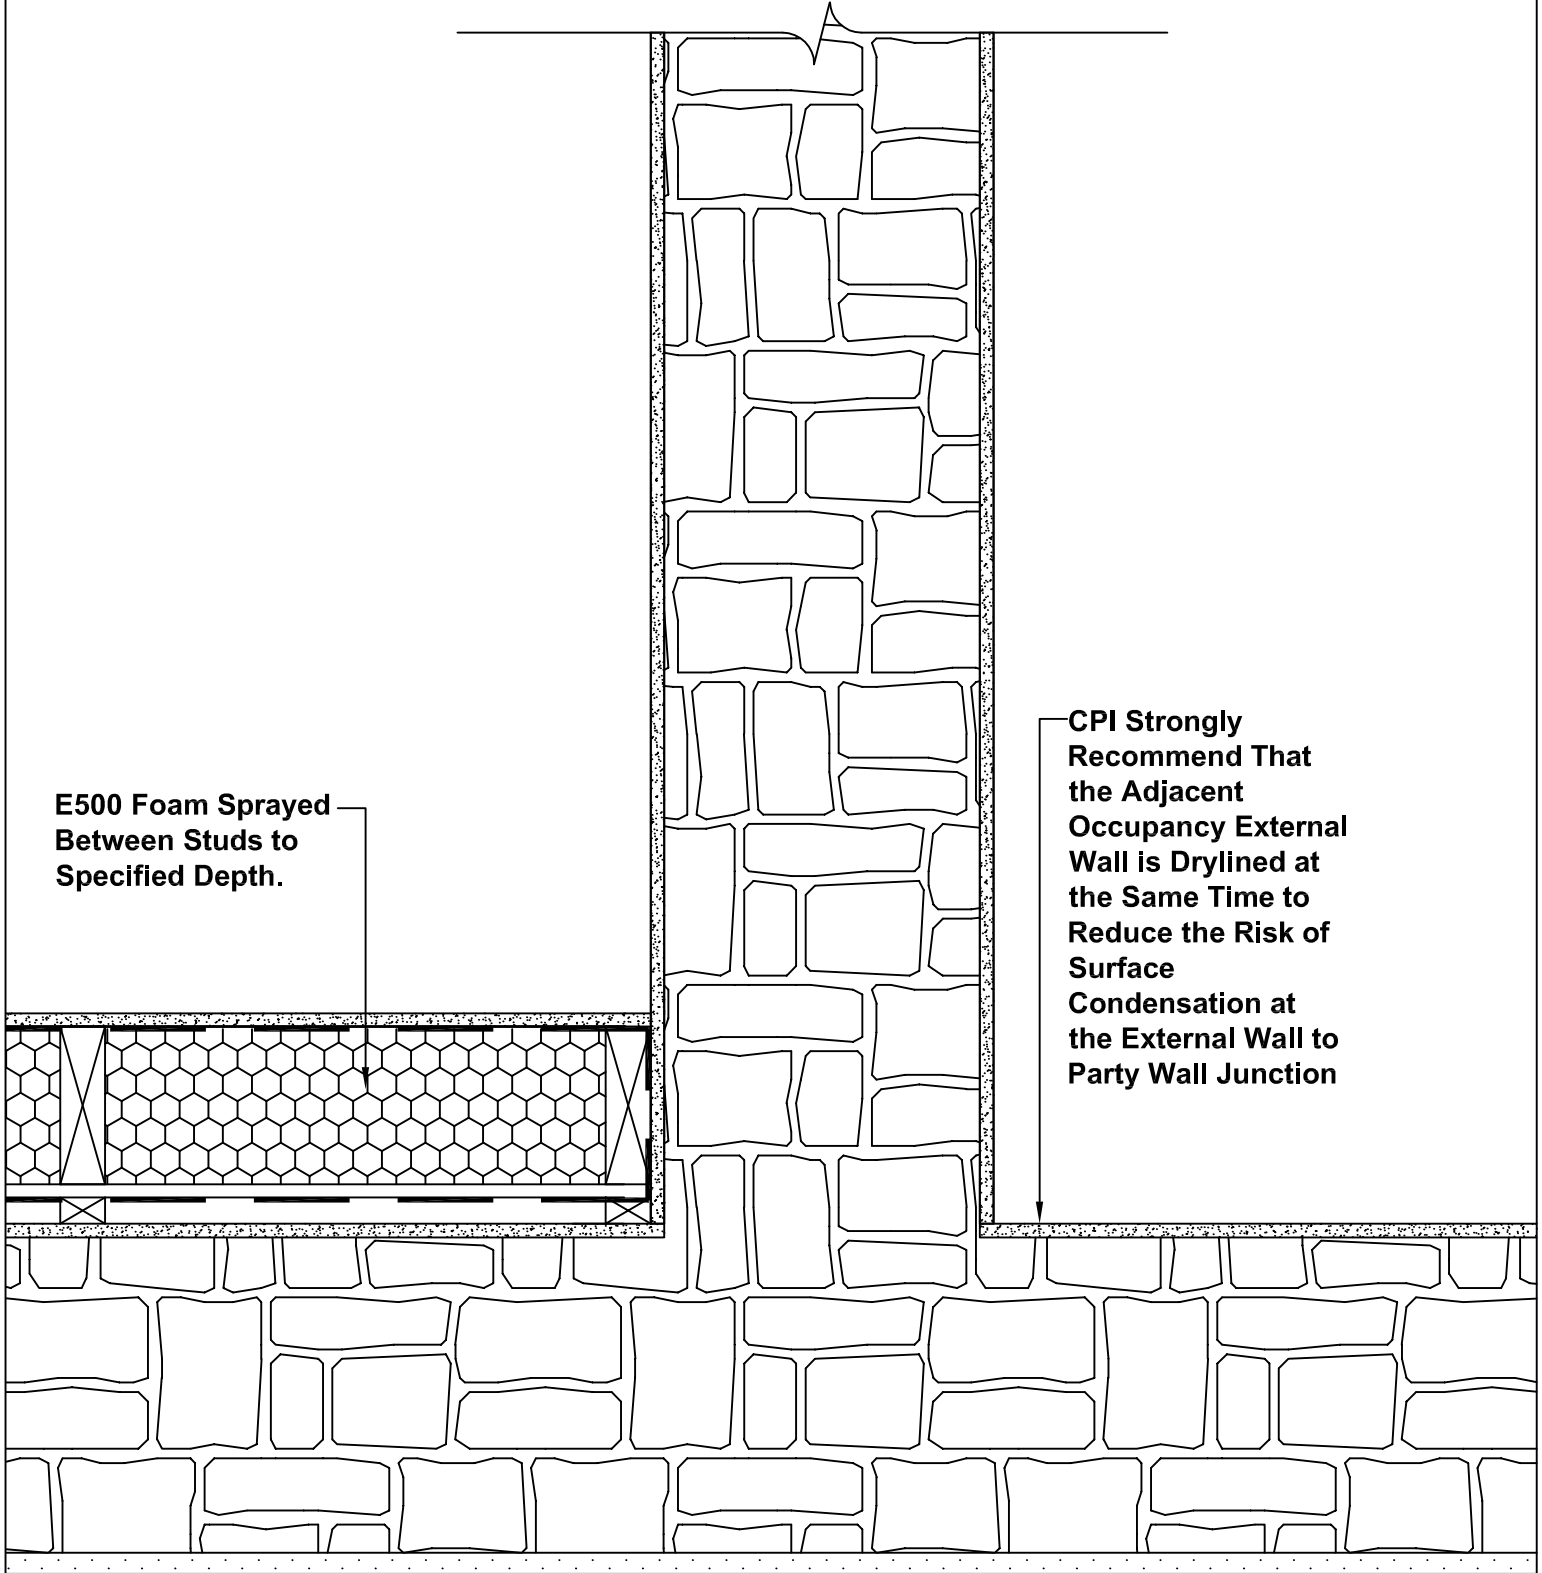 E500 Foam Sprayed
Between Studs to
Specified Depth.
CPI Strongly
Recommend That
the Adjacent
Occupancy External
Wall is Drylined at
the Same Time to
Reduce the Risk of
Surface
Condensation at
the External Wall to
Party Wall Junction